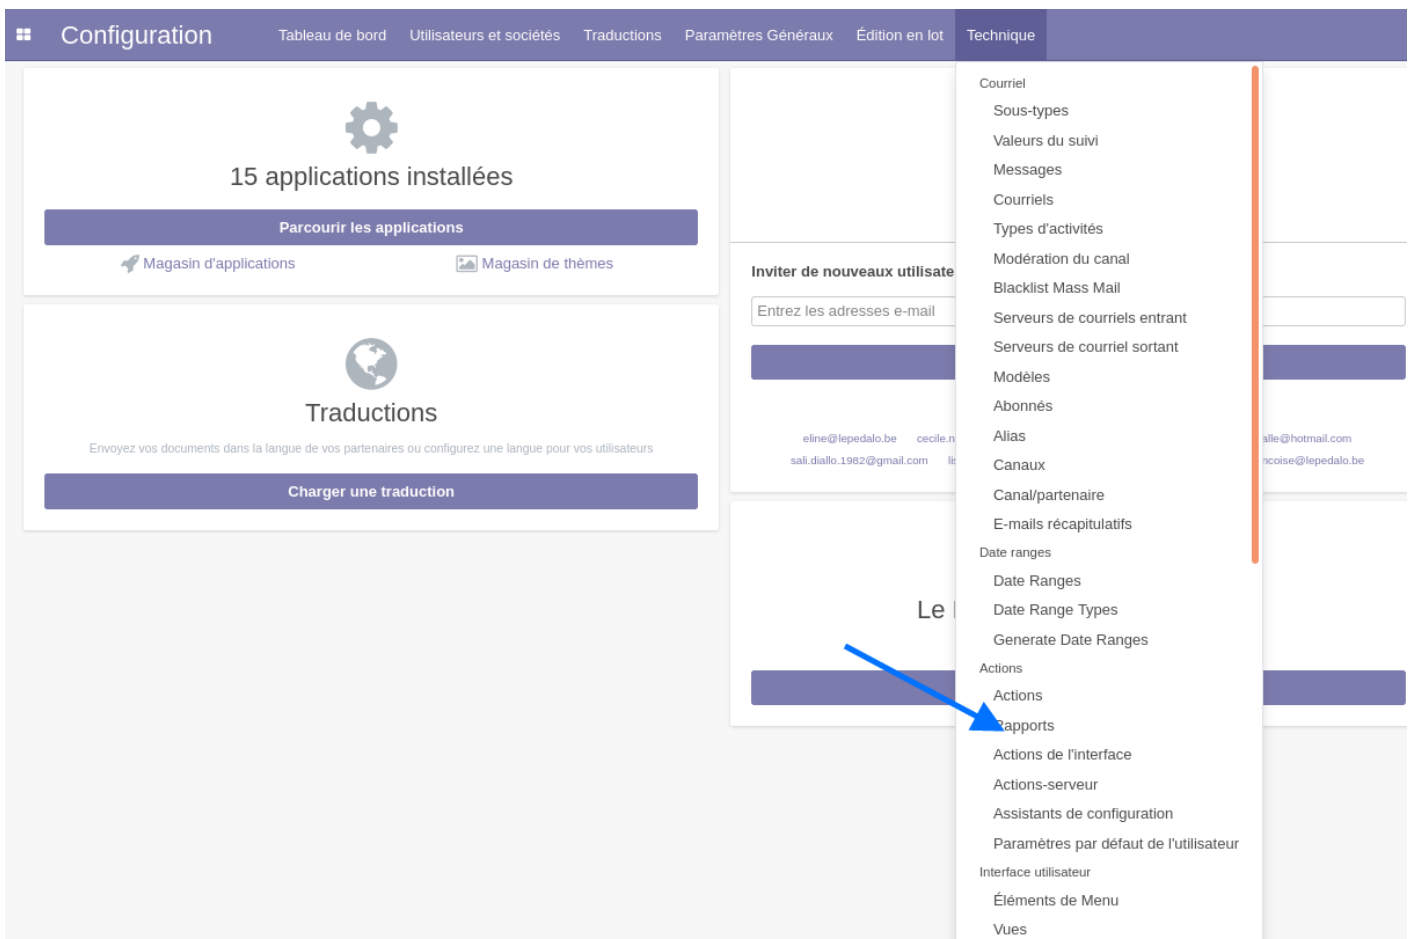 Configuration Tableau de bord Utilisateurs et sociétés Traductions Paramètres Généraux Édition en lot Technique
15 applications installées
Parcourir les applications
Magasin d'applications Magasin de thèmes
Traductions
Envoyez vos documents dans la langue de vos partenaires ou configurez une langue pour vos utilisateurs
Charger une traduction
Inviter de nouveaux utilisate
Entrez les adresses e-mail
eline@lepedalo.be cecile.n alle@hotmail.com
sali.diallo.1982@gmail.com ncoise@lepedalo.be
Le
Courriel
Sous-types
Valeurs du suivi
Messages
Courriels
Types d'activités
Modération du canal
Blacklist Mass Mail
Serveurs de courriels entrant
Serveurs de courriel sortant
Modèles
Abonnés
Alias
Canaux
Canal/partenaire
E-mails récapitulatifs
Date ranges
Date Ranges
Date Range Types
Generate Date Ranges
Actions
Actions
Rapports
Actions de l'interface
Actions-serveur
Assistants de configuration
Paramètres par défaut de l'utilisateur
Interface utilisateur
Éléments de Menu
Vues